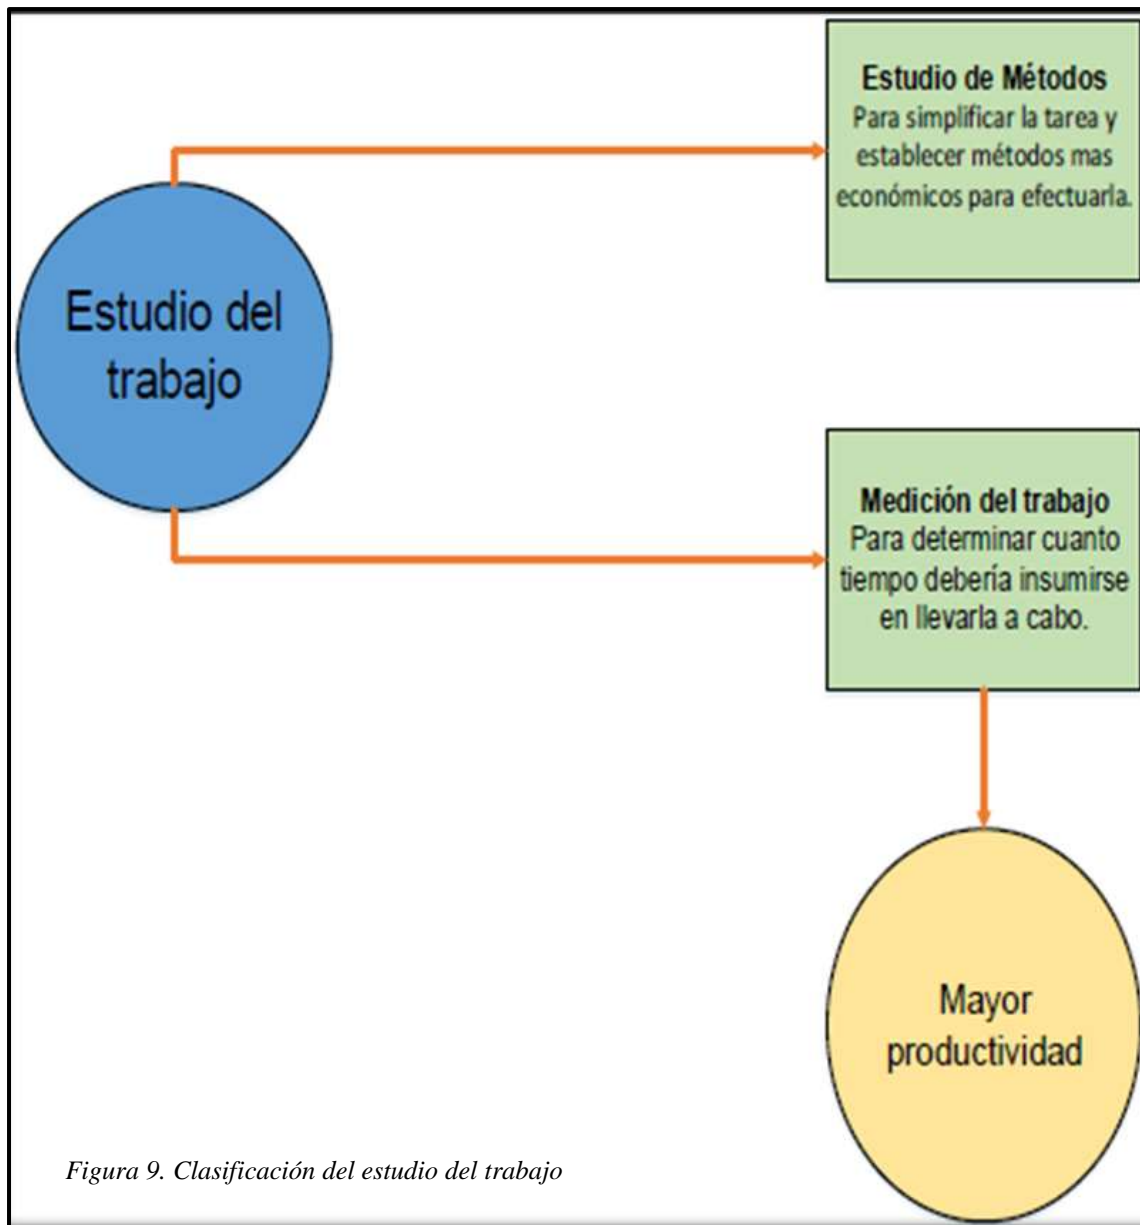 Estudio de Métodos
Para simplificar la tarea y
establecer métodos mas
económicos para efectuarla.
Estudio del
trabajo
Medición del trabajo
Para determinar cuanto
tiempo debería insumirse
en llevarla a cabo.
Mayor
productividad
Figura 9. Clasificación del estudio del trabajo